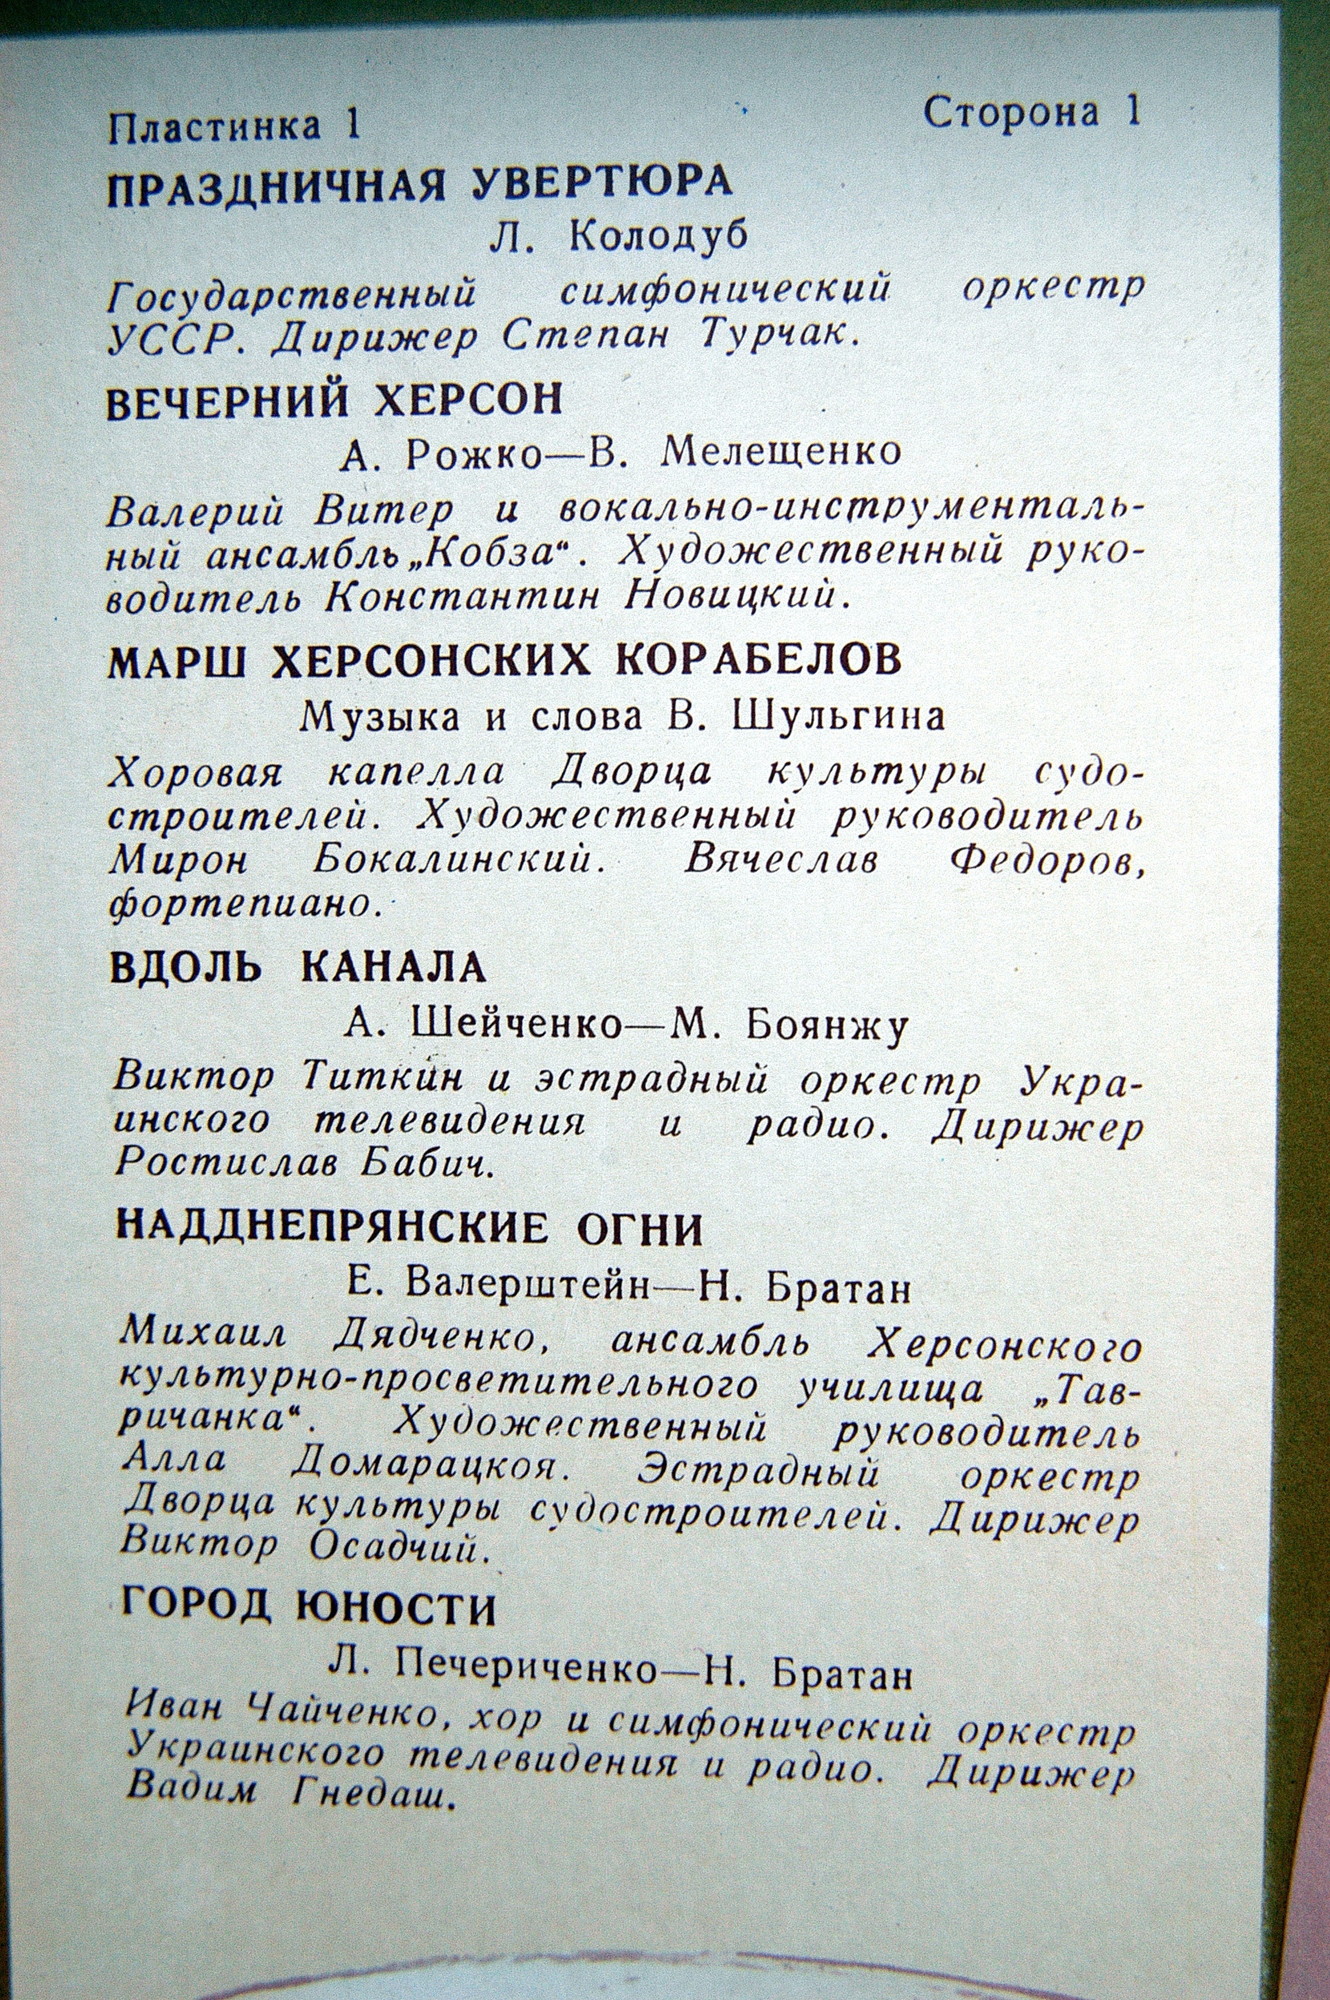 Пластинка 1 Сторона 1
ПРАЗДНИЧНАЯ УВЕРТЮРА
Л. Колодуб
Государственный симфонический оркестр
УССР. Дирижер Степан Турчак.
ВЕЧЕРНИЙ ХЕРСОН
А. Рожко—В. Мелещенко
Валерий Витер и вокально-инструменталь-
ный ансамбль „Кобза“. Художественный руко-
водитель Константин Новицкий.
МАРШ ХЕРСОНСКИХ КОРАБЕЛОВ
Музыка и слова В. Шульгина
Хоровая капелла Дворца культуры судо-
строителей. Художественный руководитель
Мирон Бокалинский. Вячеслав Федоров,
фортепиано.
ВДОЛЬ КАНАЛА
А. Шейченко—М. Боянжу
Виктор Титкин и эстрадный оркестр Укра-
инского телевидения и радио. Дирижер
Ростислав Бабич.
НАДДНЕПРЯНСКИЕ ОГНИ
Е. Валерштейн—Н. Братан
Михаил Дядченко, ансамбль Херсонского
культурно-просветительного училища „Тав-
ричанка“. Художественный руководитель
Алла Домарацкоя. Эстрадный оркестр
Дворца культуры судостроителей. Дирижер
Виктор Осадчий.
ГОРОД ЮНОСТИ
Л. Печериченко—Н. Братан
Иван Чайченко, хор и симфонический оркестр
Украинского телевидения и радио. Дирижер
Вадим Гнедаш.